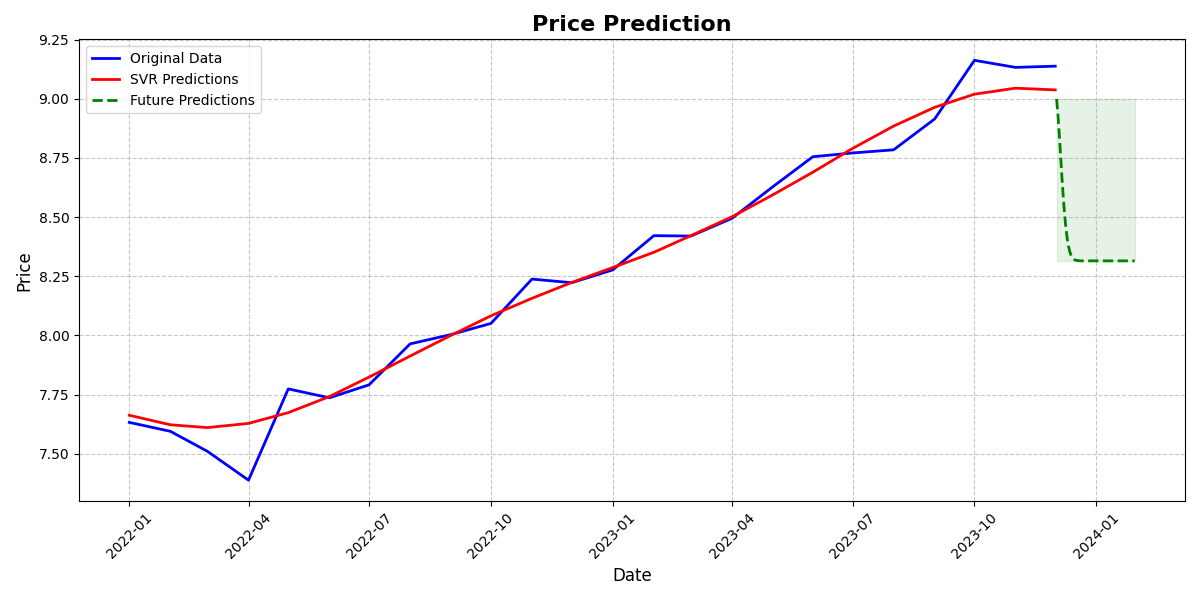 Price Prediction
Original Data
SVR Predictions
Future Predictions
Price
9.25
9.00
8.75
8.50
8.25
8.00
7.75
7.50
2022-01
2022-04
2022-07
2022-10
2023-01
2023-04
2023-07
2023-10
2024-01
Date